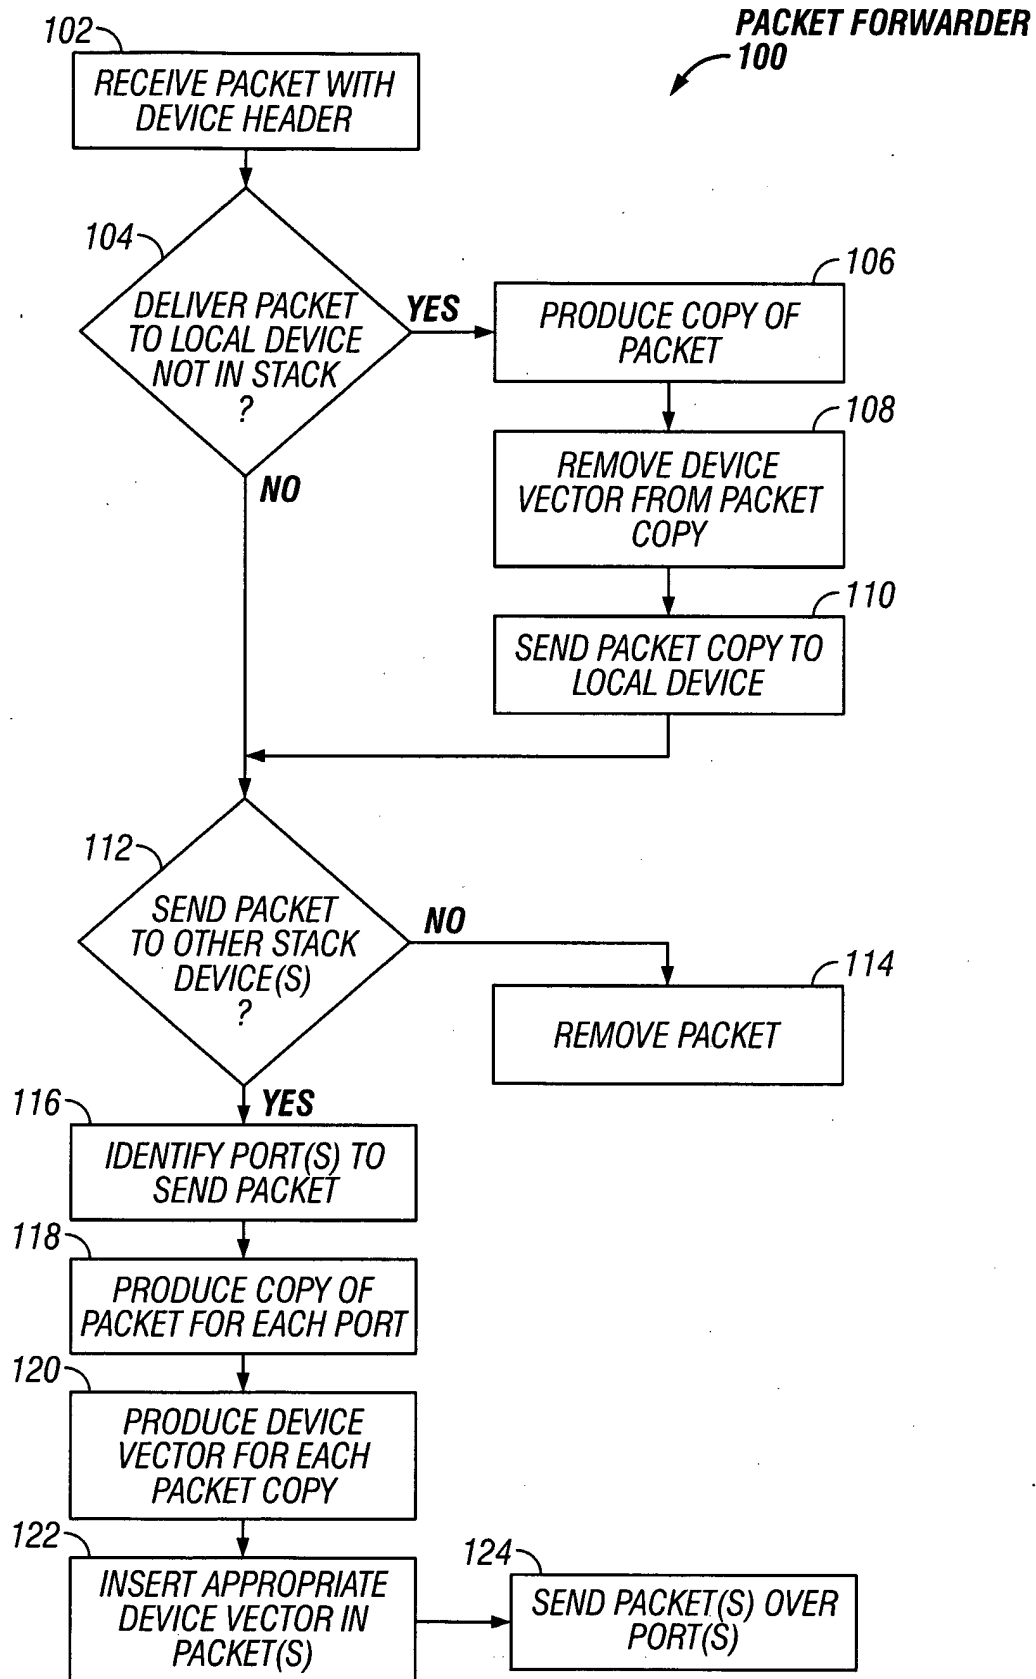 PACKET FORWARDER
100
102
RECEIVE PACKET WITH
DEVICE HEADER
104
DELIVER PACKET
TO LOCAL DEVICE
NOT IN STACK
?
YES
NO
106
PRODUCE COPY OF
PACKET
108
REMOVE DEVICE
VECTOR FROM PACKET
COPY
110
SEND PACKET COPY TO
LOCAL DEVICE
112
SEND PACKET
TO OTHER STACK
DEVICE(S)
?
NO
114
REMOVE PACKET
YES
116
IDENTIFY PORT(S) TO
SEND PACKET
118
PRODUCE COPY OF
PACKET FOR EACH PORT
120
PRODUCE DEVICE
VECTOR FOR EACH
PACKET COPY
122
INSERT APPROPRIATE
DEVICE VECTOR IN
PACKET(S)
124
SEND PACKET(S) OVER
PORT(S)